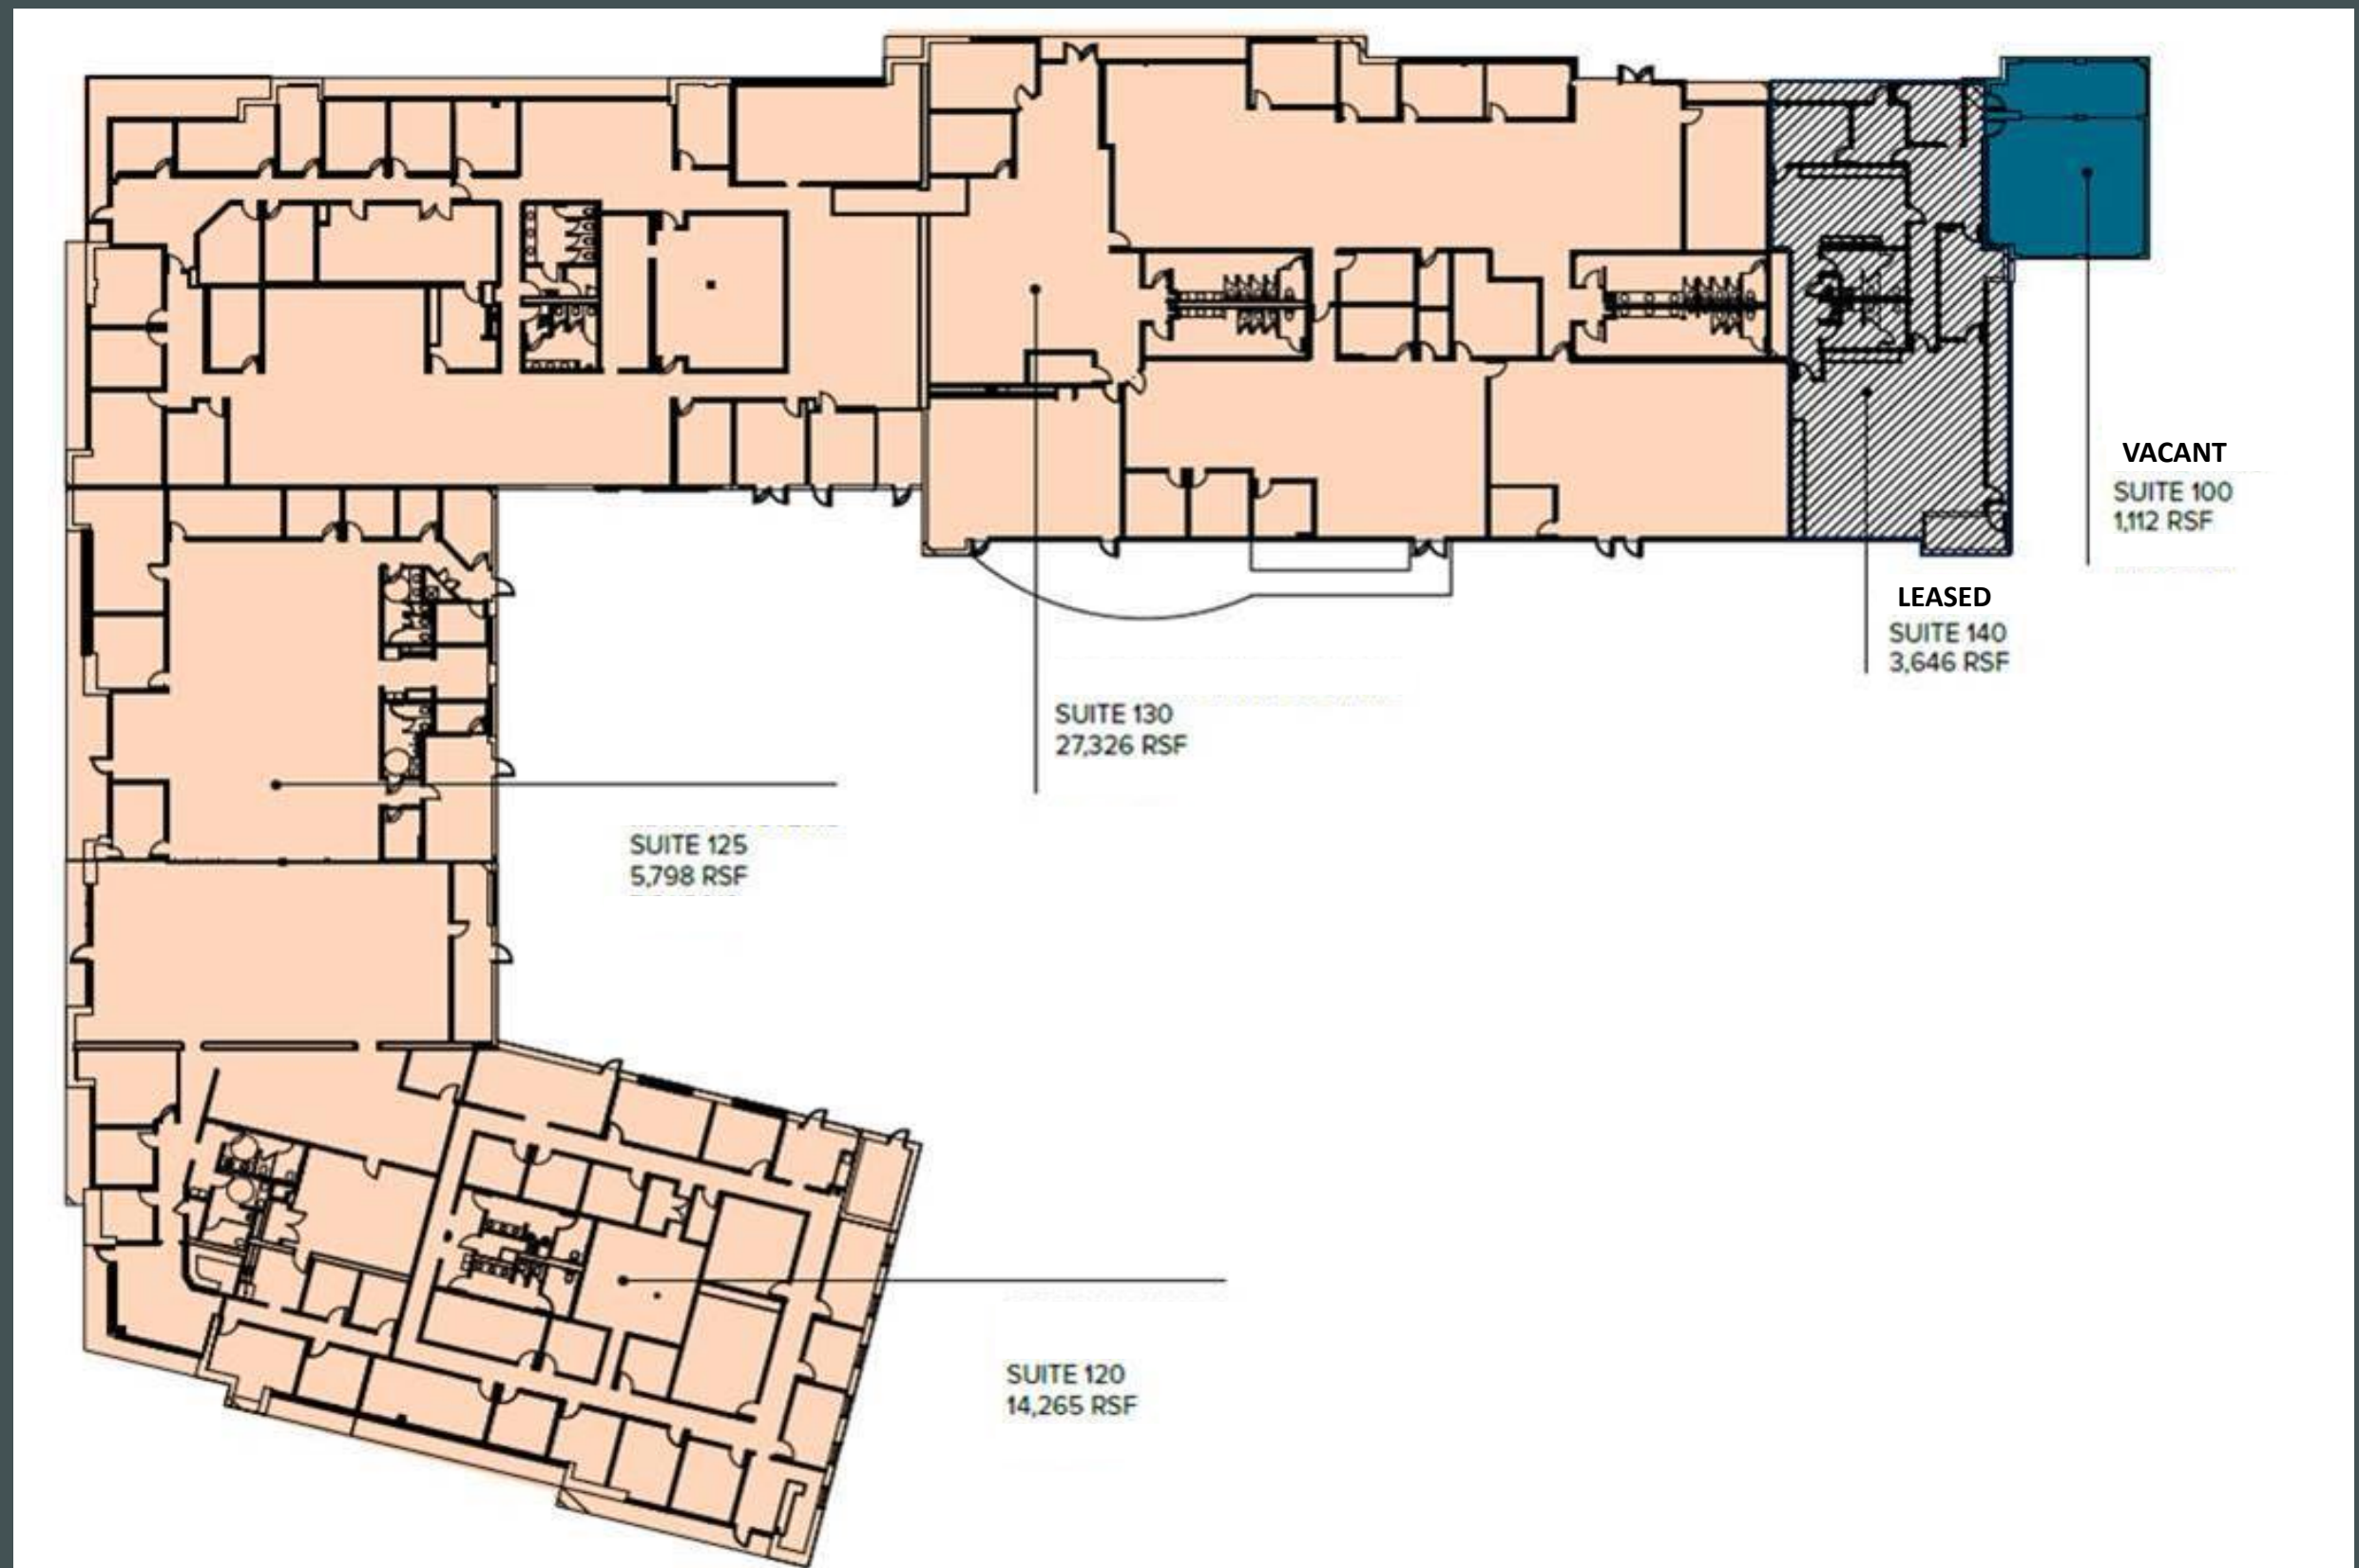 VACANT
SUITE 100
1,112 RSF
LEASED
SUITE 140
3,646 RSF
SUITE 130
27,326 RSF
SUITE 125
5,798 RSF
SUITE 120
14,265 RSF